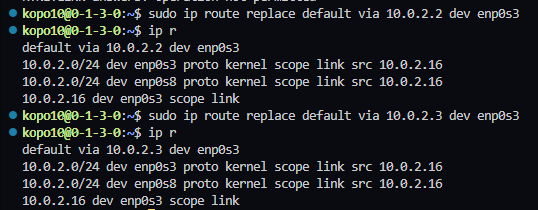 kopo10@0-1-3-0:~$ sudo ip route replace default via 10.0.2.2 dev enp0s3
kopo10@0-1-3-0:~$ ip r
default via 10.0.2.2 dev enp0s3
10.0.2.0/24 dev enp0s3 proto kernel scope link src 10.0.2.16
10.0.2.0/24 dev enp0s8 proto kernel scope link src 10.0.2.16
10.0.2.16 dev enp0s3 scope link
kopo10@0-1-3-0:~$ sudo ip route replace default via 10.0.2.3 dev enp0s3
kopo10@0-1-3-0:~$ ip r
default via 10.0.2.3 dev enp0s3
10.0.2.0/24 dev enp0s3 proto kernel scope link src 10.0.2.16
10.0.2.0/24 dev enp0s8 proto kernel scope link src 10.0.2.16
10.0.2.16 dev enp0s3 scope link